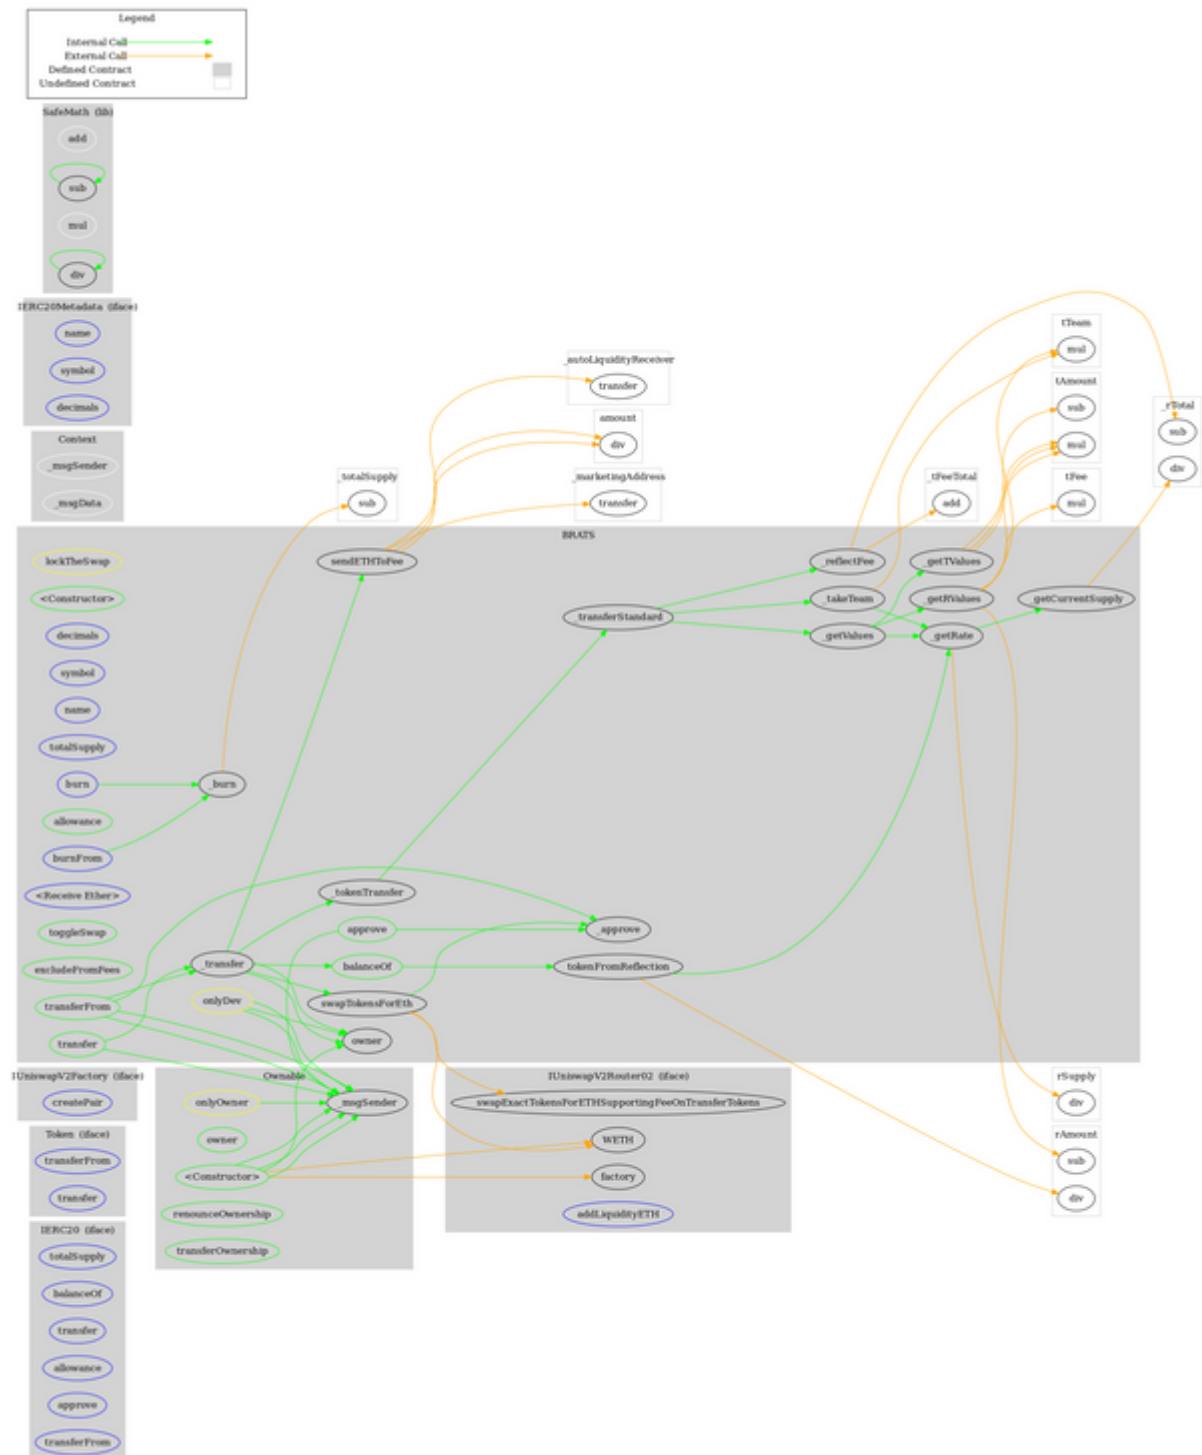 Legend
Internal Call
External Call
Defined Contract
Undefined Contract
SafeMath (lib)
add
sub
mul
div
IERC20Metadata (iface)
name
symbol
decimals
Context
_msgSender
_msgData
_autoLiquidityReceiver
transfer
amount
div
_totalSupply
sub
_marketingAddress
transfer
_tFeeTotal
add
tTeam
mul
tAmount
sub
mul
tFee
mul
_rTotal
sub
div
BRATS
lockTheSwap
<Constructor>
decimals
symbol
name
totalSupply
burn
allowance
burnFrom
<Receive Ether>
toggleSwap
excludeFromFees
transferFrom
transfer
_burn
_transfer
onlyDev
sendETHToFee
_tokenTransfer
approve
balanceOf
swapTokensForEth
owner
_transferStandard
_approve
tokenFromReflection
_reflectFee
_takeTeam
_getValues
_getTValues
_getRValues
_getRate
_getCurrentSupply
IUniswapV2Factory (iface)
createPair
Token (iface)
transferFrom
transfer
IERC20 (iface)
totalSupply
balanceOf
transfer
allowance
approve
transferFrom
Ownable
onlyOwner
_msgSender
owner
<Constructor>
renounceOwnership
transferOwnership
IUniswapV2Router02 (iface)
swapExactTokensForETHSupportingFeeOnTransferTokens
WETH
factory
addLiquidityETH
rSupply
div
rAmount
sub
div